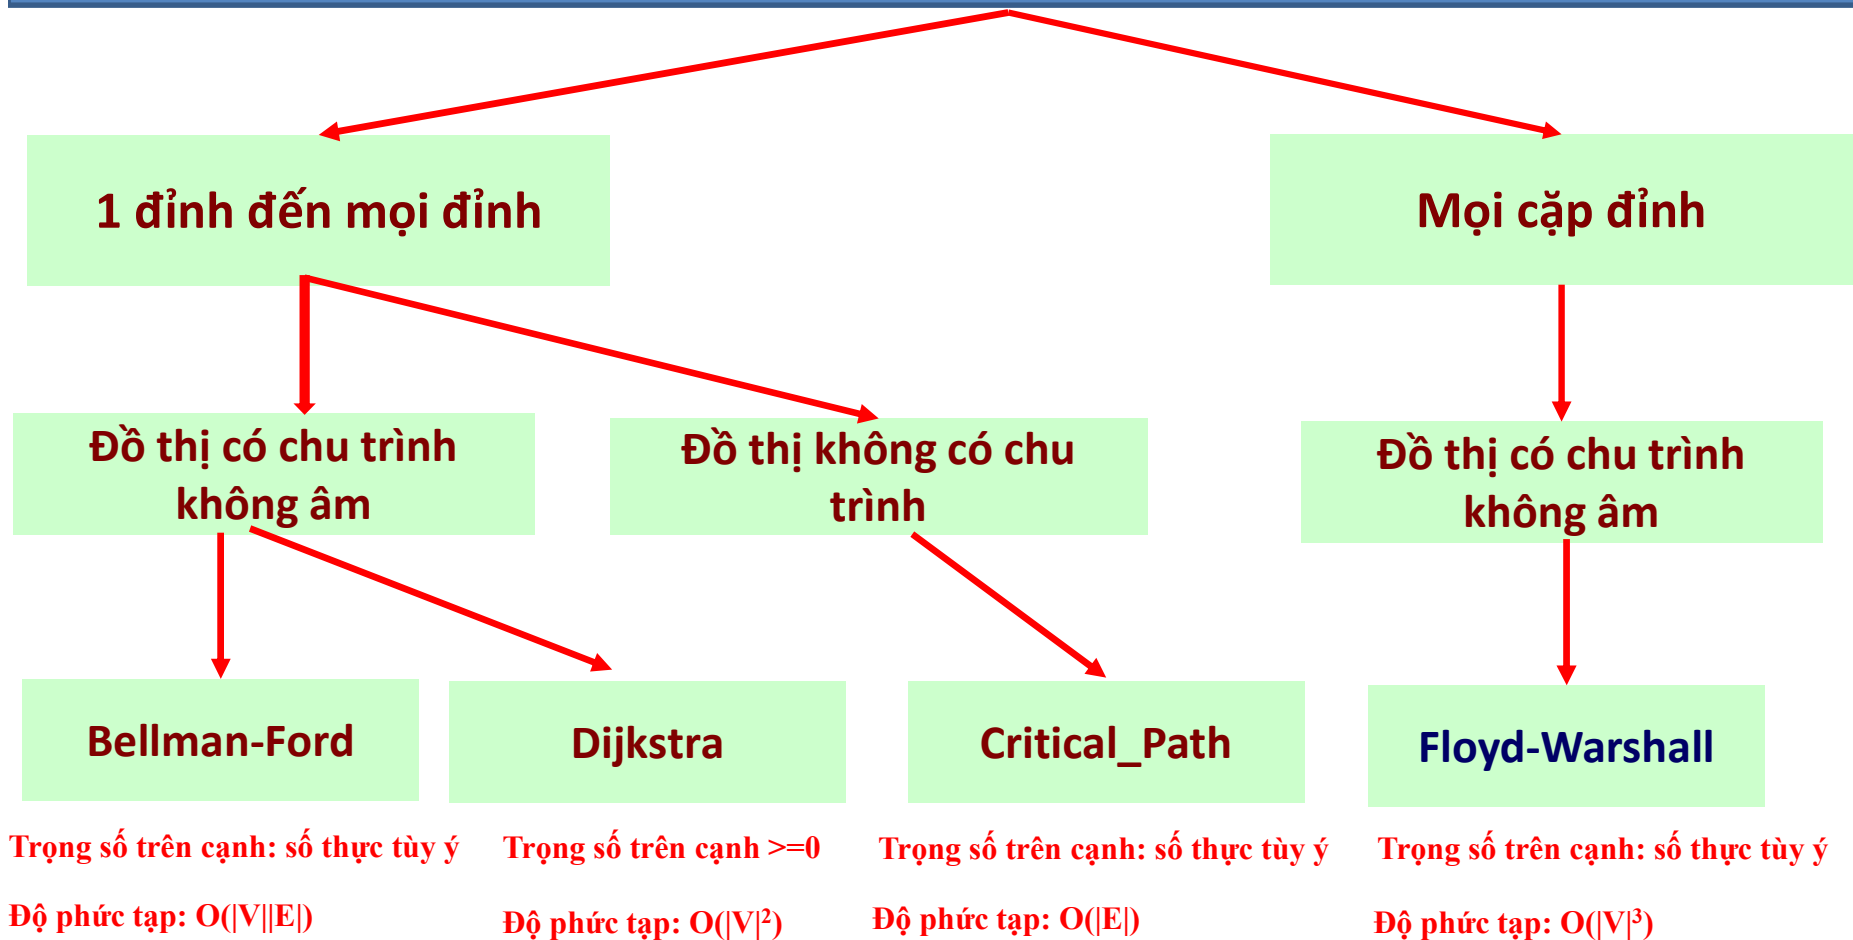 1 đỉnh đến mọi đỉnh
Mọi cặp đỉnh
Đồ thị có chu trình
không âm
Đồ thị không có chu
trình
Đồ thị có chu trình
không âm
Bellman-Ford
Dijkstra
Critical_Path
Floyd-Warshall
Trọng số trên cạnh: số thực tùy ý
Trọng số trên cạnh >=0
Trọng số trên cạnh: số thực tùy ý
Trọng số trên cạnh: số thực tùy ý
Độ phức tạp: O(|V||E|)
Độ phức tạp: O(|V|²)
Độ phức tạp: O(|E|)
Độ phức tạp: O(|V|³)